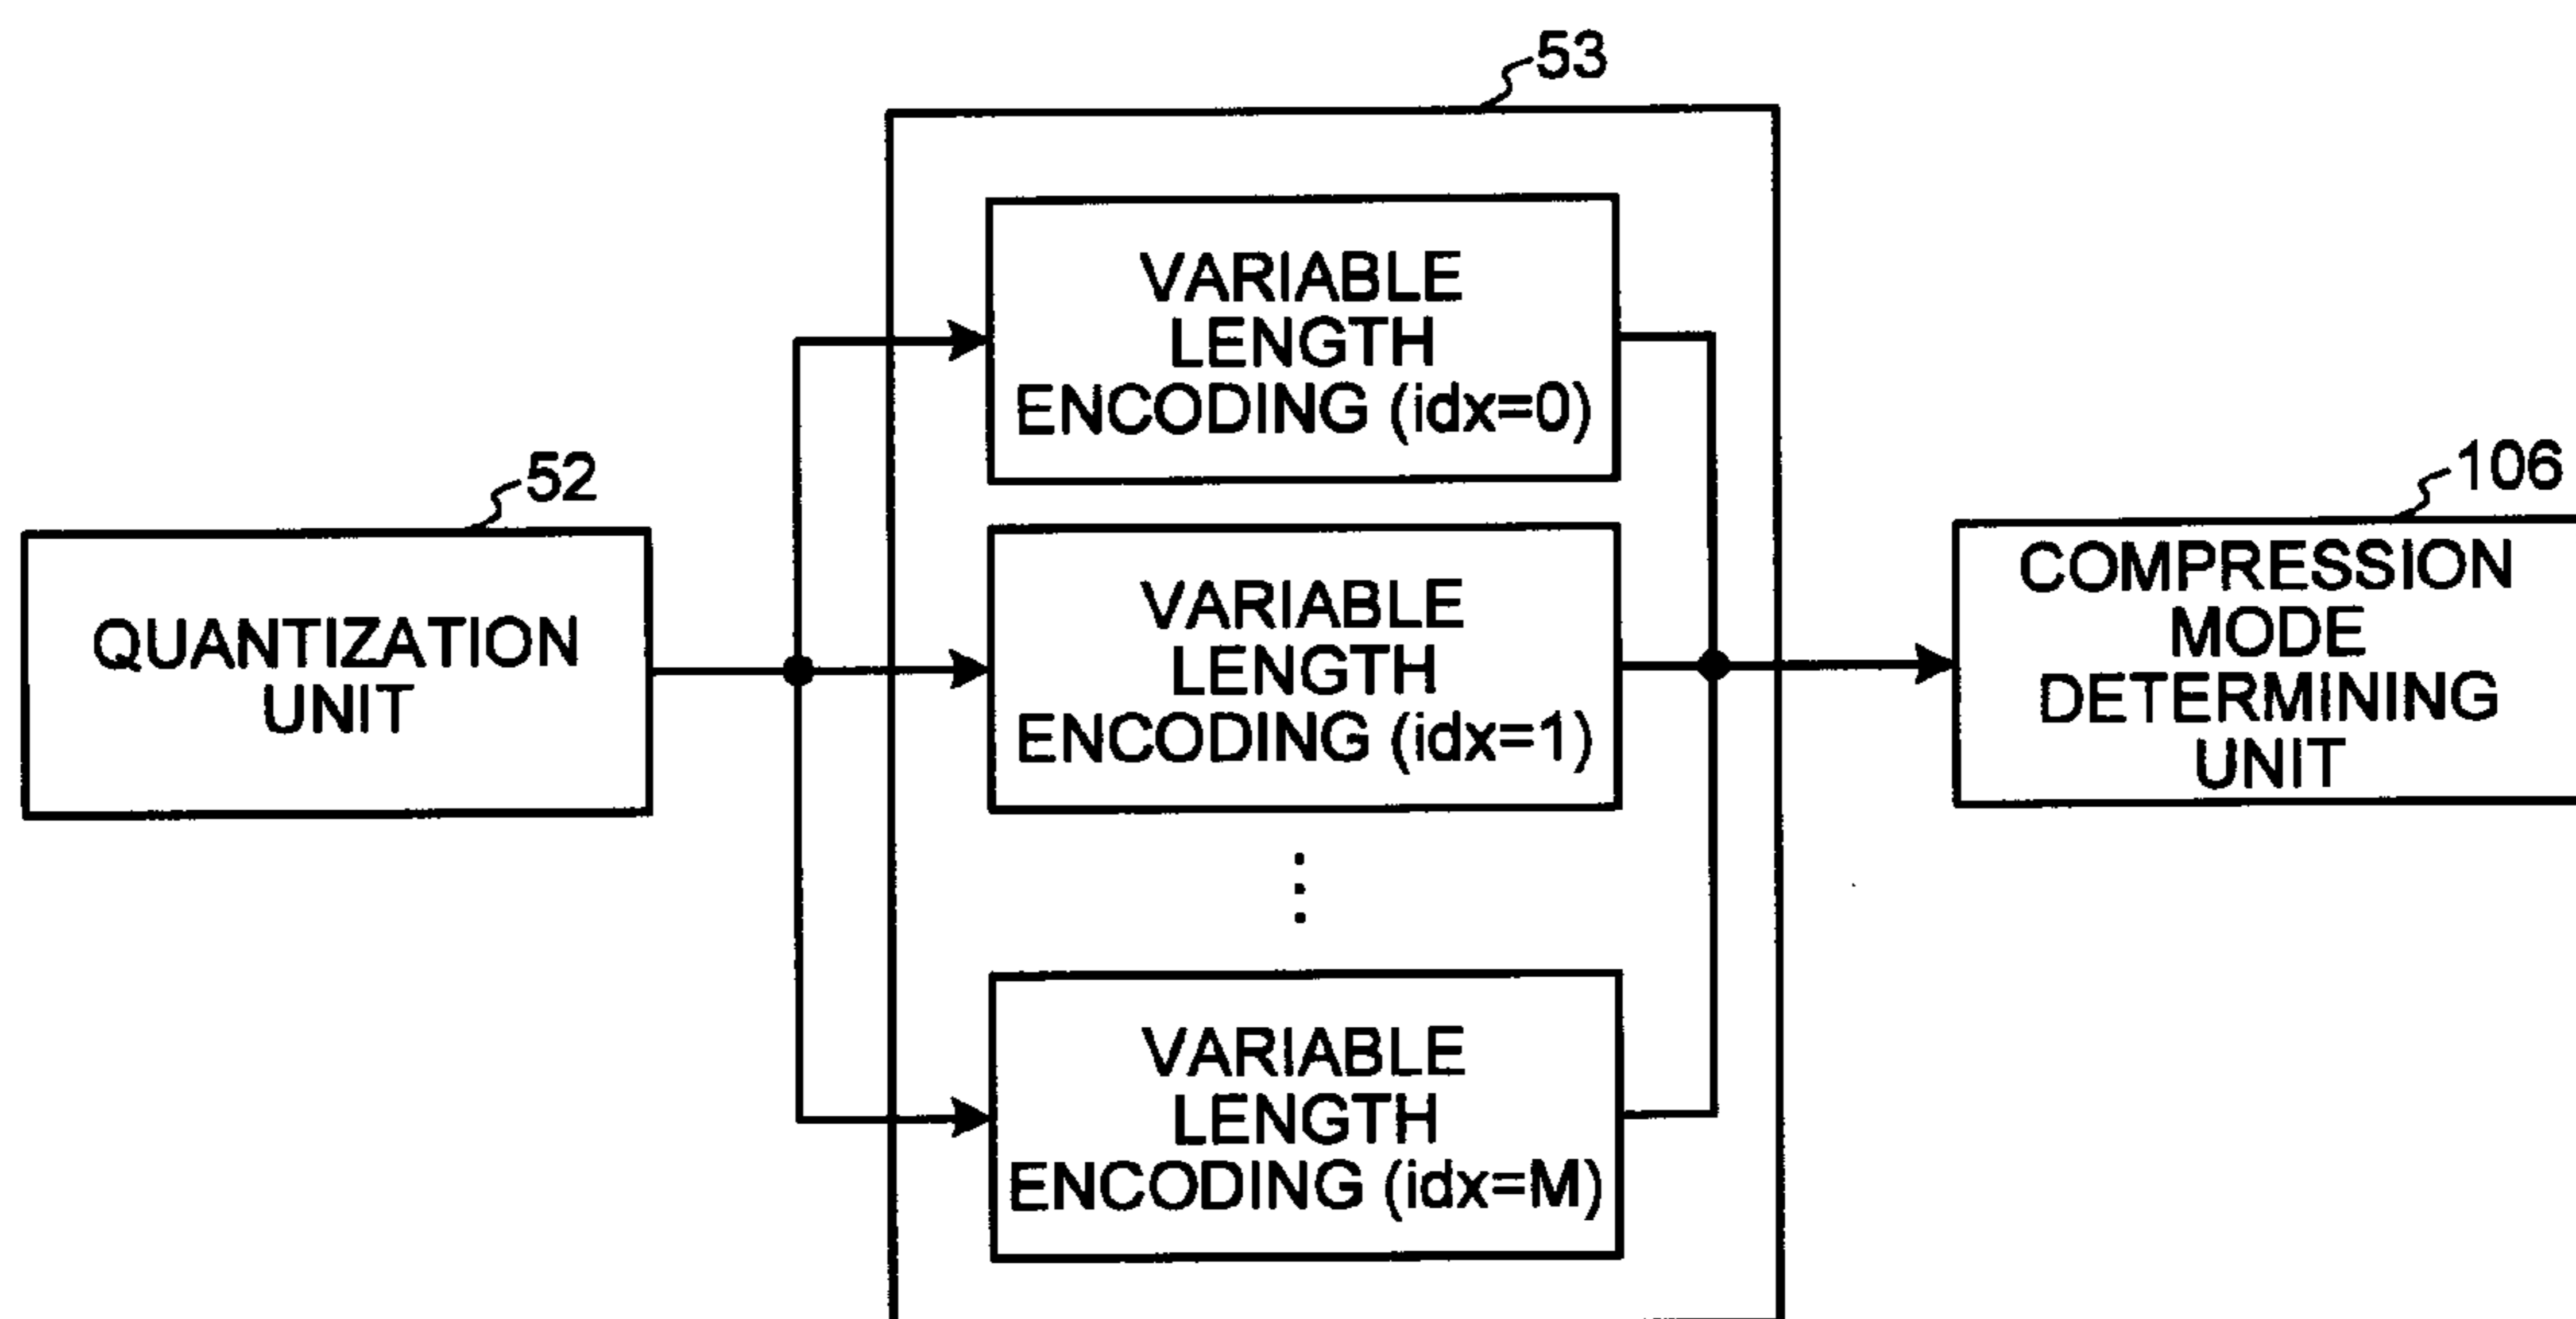 53
VARIABLE
LENGTH
ENCODING (idx=0)
52
QUANTIZATION
UNIT
VARIABLE
LENGTH
ENCODING (idx=1)
106
COMPRESSION
MODE
DETERMINING
UNIT
VARIABLE
LENGTH
ENCODING (idx=M)